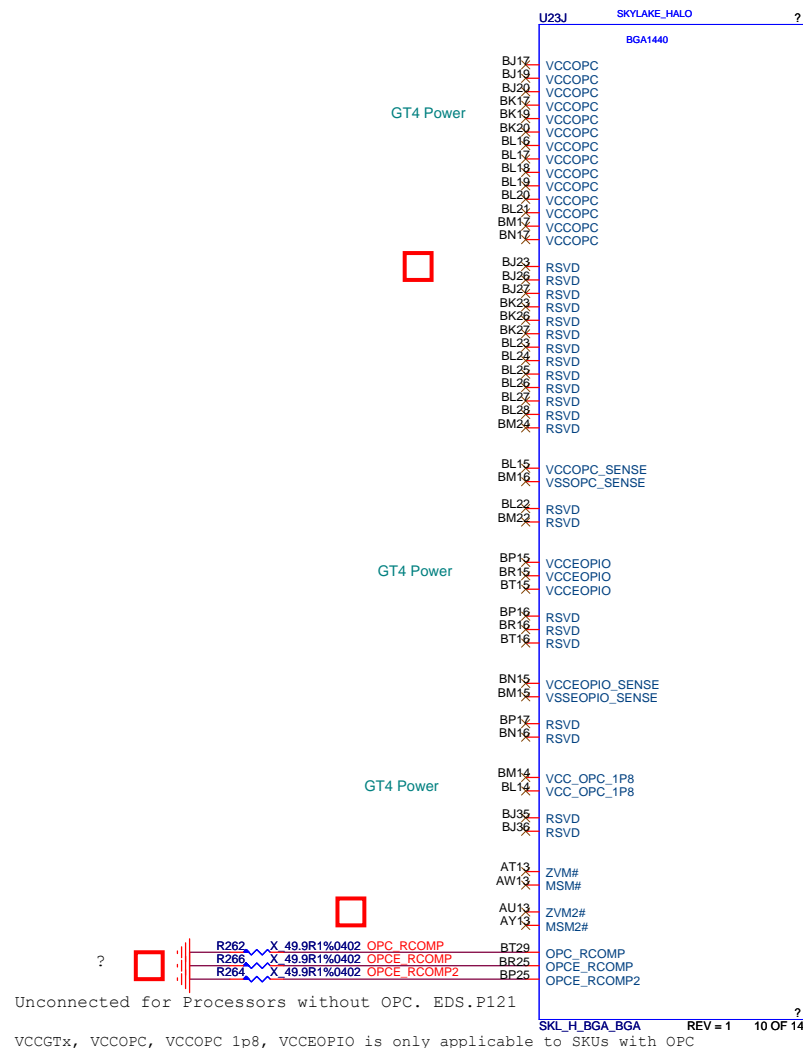 U23J SKYLAKE_HALO ?
BGA1440
BJ17 VCCOPC
BJ19 VCCOPC
BJ20 VCCOPC
BK17 VCCOPC
GT4 Power
BK19 VCCOPC
BK20 VCCOPC
BL16 VCCOPC
BL17 VCCOPC
BL18 VCCOPC
BL19 VCCOPC
BL20 VCCOPC
BL21 VCCOPC
BM17 VCCOPC
BN17 VCCOPC
BJ23 RSVD
BJ26 RSVD
BJ27 RSVD
BK23 RSVD
BK26 RSVD
BK27 RSVD
BL23 RSVD
BL24 RSVD
BL25 RSVD
BL26 RSVD
BL27 RSVD
BL28 RSVD
BM24 RSVD
BL15 VCCOPC_SENSE
BM16 VSSOPC_SENSE
BL22 RSVD
BM22 RSVD
BP15 VCCEOPIO
GT4 Power
BR15 VCCEOPIO
BT15 VCCEOPIO
BP16 RSVD
BR16 RSVD
BT16 RSVD
BN15 VCCEOPIO_SENSE
BM15 VSSEOPIO_SENSE
BP17 RSVD
BN16 RSVD
BM14 VCC_OPC_1P8
GT4 Power
BL14 VCC_OPC_1P8
BJ35 RSVD
BJ36 RSVD
AT13 ZVM#
AW13 MSM#
AU13 ZVM2#
AY13 MSM2#
R262 X_49.9R1%0402 OPC_RCOMP BT29 OPC_RCOMP
? R266 X_49.9R1%0402 OPCE_RCOMP BR25 OPCE_RCOMP
R264 X_49.9R1%0402 OPCE_RCOMP2 BP25 OPCE_RCOMP2
Unconnected for Processors without OPC. EDS.P121
?
SKL_H_BGA_BGA REV = 1 10 OF 14
VCCGTx, VCCOPC, VCCOPC 1p8, VCCEOPIO is only applicable to SKUs with OPC